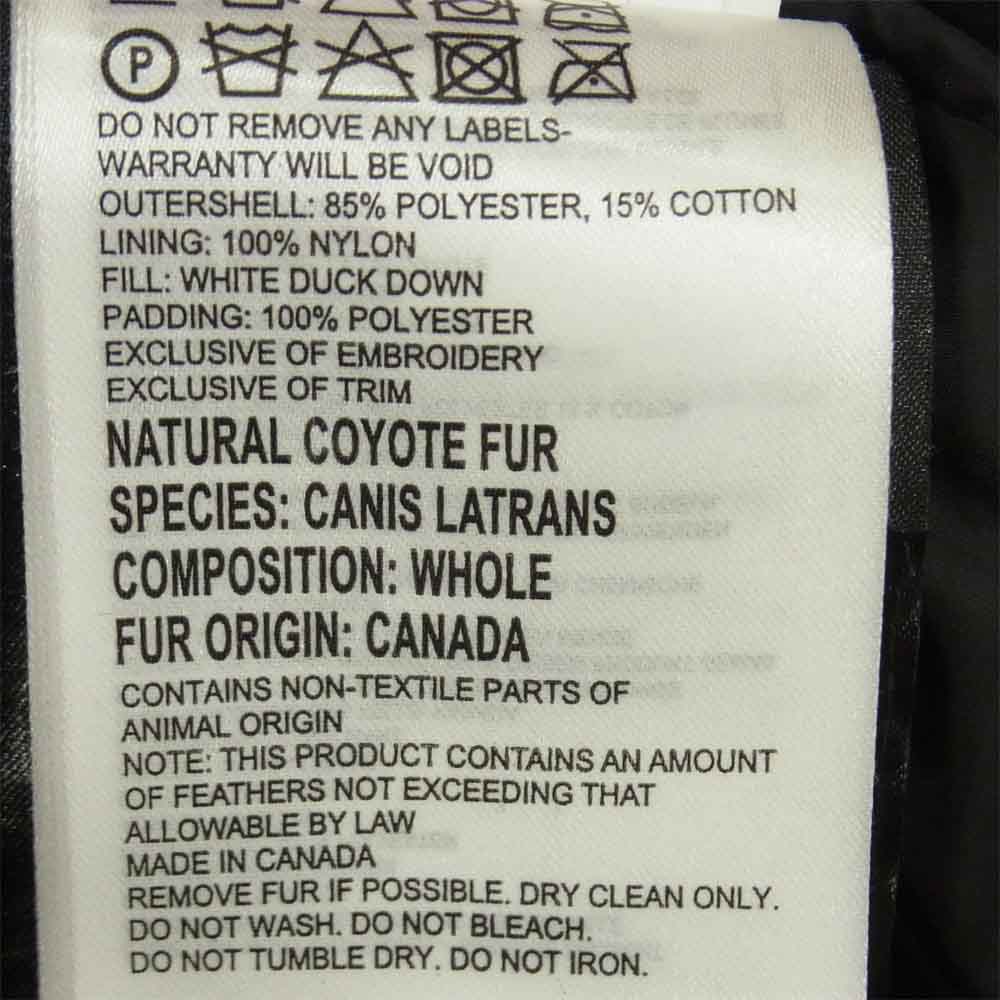 P
DO NOT REMOVE ANY LABELS-
WARRANTY WILL BE VOID
OUTERSHELL: 85% POLYESTER, 15% COTTON
LINING: 100% NYLON
FILL: WHITE DUCK DOWN
PADDING: 100% POLYESTER
EXCLUSIVE OF EMBROIDERY
EXCLUSIVE OF TRIM
NATURAL COYOTE FUR
SPECIES: CANIS LATRANS
COMPOSITION: WHOLE
FUR ORIGIN: CANADA
CONTAINS NON-TEXTILE PARTS OF
ANIMAL ORIGIN
NOTE: THIS PRODUCT CONTAINS AN AMOUNT
OF FEATHERS NOT EXCEEDING THAT
ALLOWABLE BY LAW
MADE IN CANADA
REMOVE FUR IF POSSIBLE. DRY CLEAN ONLY.
DO NOT WASH. DO NOT BLEACH.
DO NOT TUMBLE DRY. DO NOT IRON.